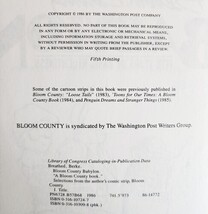 Copyright © 1986 by THE WASHINGTON POST COMPANY
ALL RIGHTS RESERVED. NO PART OF THIS BOOK MAY BE REPRODUCED
IN ANY FORM OR BY ANY ELECTRONIC OR MECHANICAL MEANS,
INCLUDING INFORMATION STORAGE AND RETRIEVAL SYSTEMS,
WITHOUT PERMISSION IN WRITING FROM THE PUBLISHER, EXCEPT
BY A REVIEWER WHO MAY QUOTE BRIEF PASSAGES IN A REVIEW.
Fifth Printing
Some of the cartoon strips in this book were previously published in
Bloom County: "Loose Tails" (1983), 'Toons for Our Times: A Bloom
County Book (1984), and Penguin Dreams and Stranger Things (1985).
BLOOM COUNTY is syndicated by The Washington Post Writers Group
Library of Congress Cataloging-in-Publication Data
Breathed, Berke.
Bloom County Babylon.
"A Bloom County book."
Selections from the author's comic strip, Bloom
County.
I. Title.
1986 86-14772